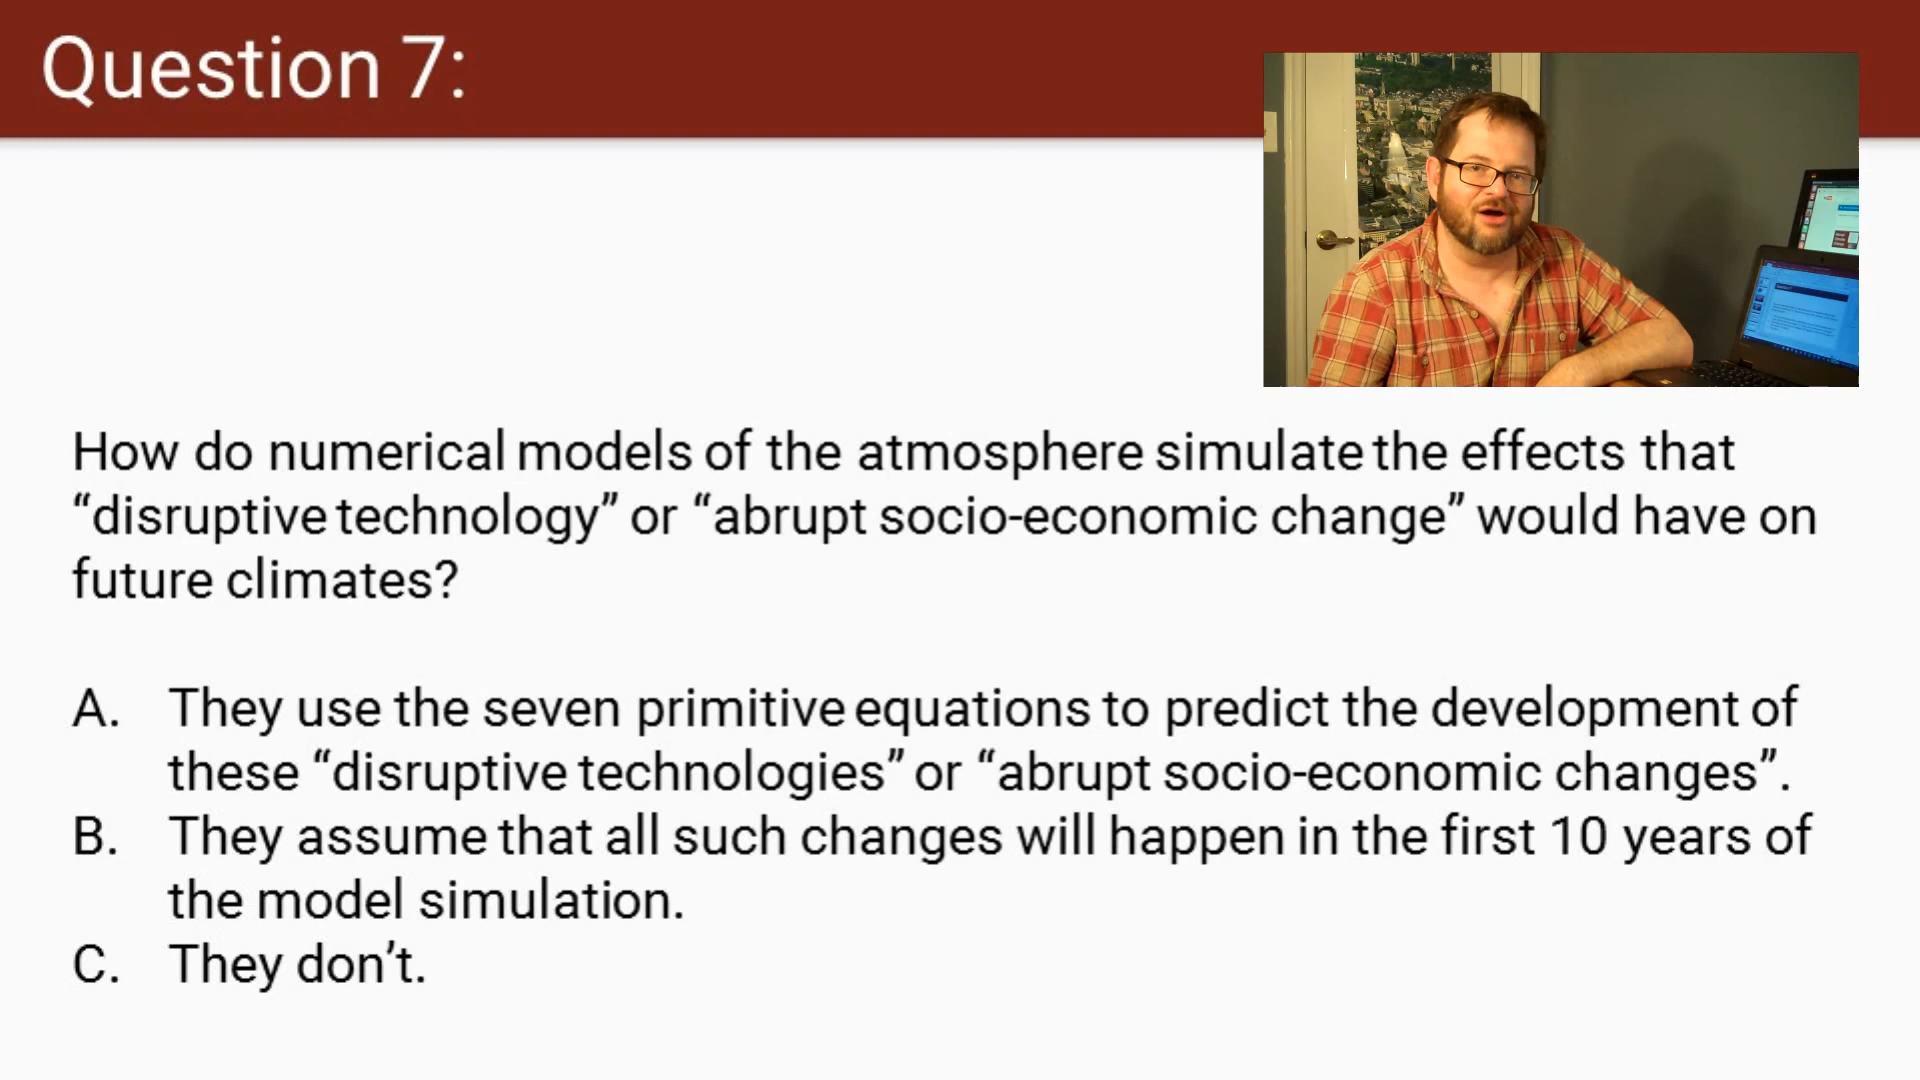 Question 7:
How do numerical models of the atmosphere simulate the effects that
“disruptive technology” or “abrupt socio-economic change” would have on
future climates?
A. They use the seven primitive equations to predict the development of
these “disruptive technologies” or “abrupt socio-economic changes”.
B. They assume that all such changes will happen in the first 10 years of
the model simulation.
C. They don’t.